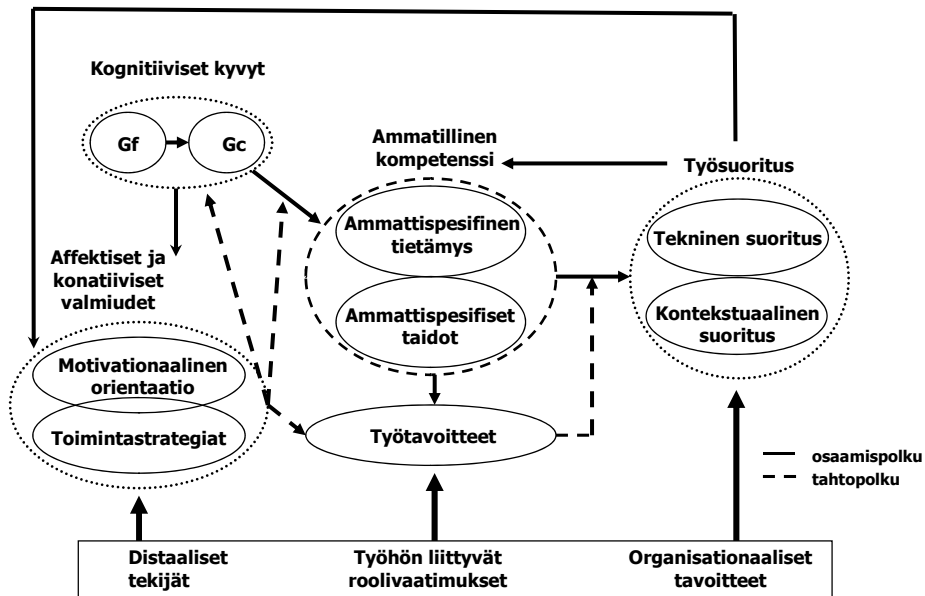 Kognitiiviset kyvyt
Gf
Gc
Ammatillinen
kompetenssi
Työsuoritus
Ammattispesifinen
tietämys
Tekninen suoritus
Affektiset ja
konatiiviset
valmiudet
Ammattispesifiset
taidot
Kontekstuaalinen
suoritus
Motivationaalinen
orientaatio
Toimintastrategiat
Työtavoitteet
osaamispolku
tahtopolku
Distaaliset
tekijät
Työhön liittyvät
roolivaatimukset
Organisationaaliset
tavoitteet